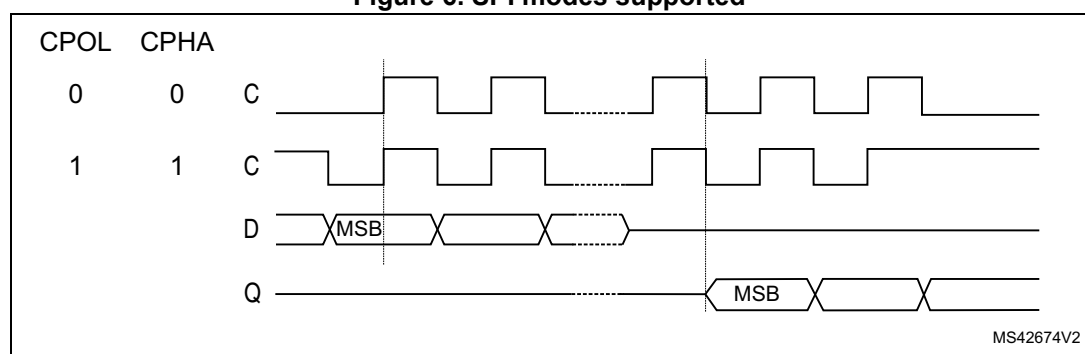 Figure 6. SPI modes supported
CPOL CPHA
0 0 C
1 1 C
D MSB
Q MSB
MS42674V2